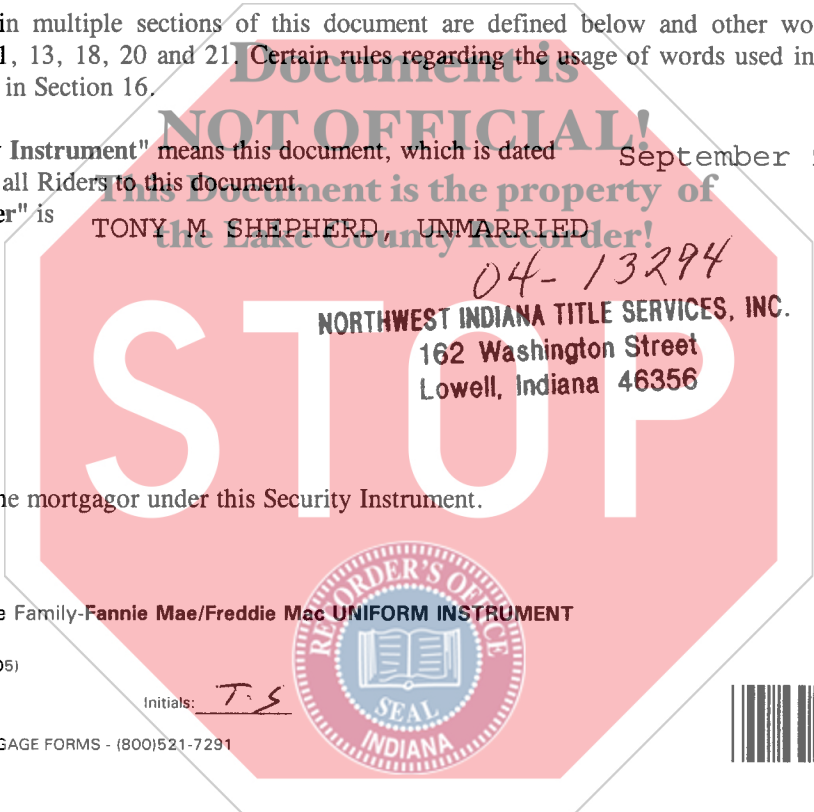 in multiple sections of this document are defined below and other wo
1, 13, 18, 20 and 21. Certain rules regarding the usage of words used in
in Section 16.
Document is
NOT OFFICIAL!
This Document is the property of
the Lake County Recorder!
Instrument" means this document, which is dated September
all Riders to this document.
er" is TONY M SHEPHERD, UNMARRIED
04-13294
NORTHWEST INDIANA TITLE SERVICES, INC.
162 Washington Street
Lowell, Indiana 46356
STOP
he mortgagor under this Security Instrument.
e Family-Fannie Mae/Freddie Mac UNIFORM INSTRUMENT
05)
Initials: T. S
GAGE FORMS - (800)521-7291
RECORDER'S OFFICE
SEAL
INDIANA